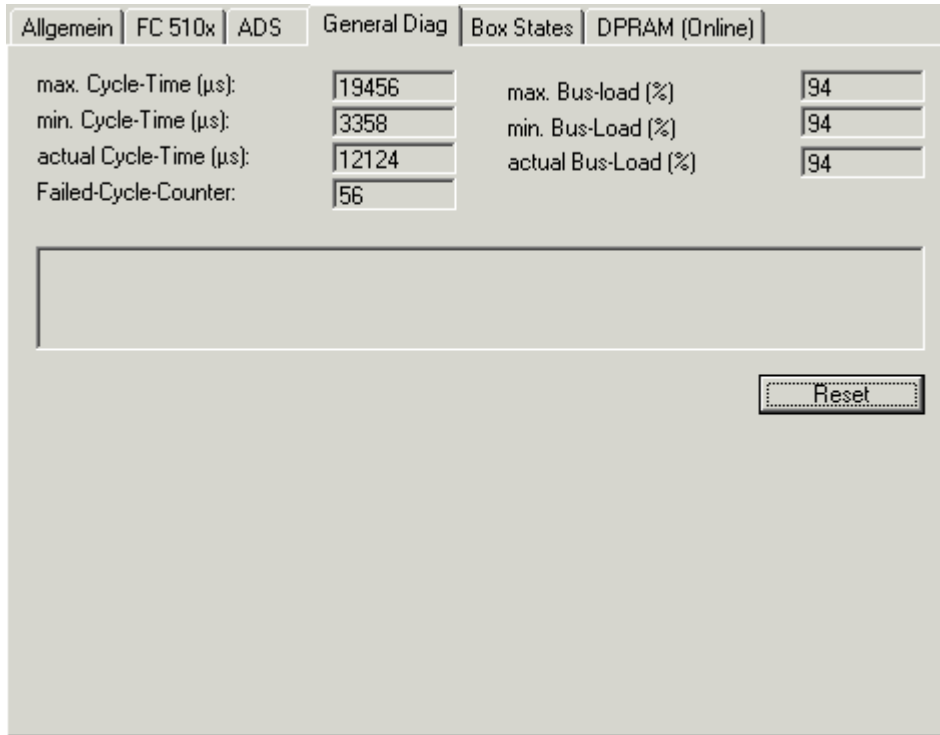 Allgemein FC 510x ADS General Diag Box States DPRAM (Online)
max. Cycle-Time (µs): 19456 max. Bus-load (%) 94
min. Cycle-Time (µs): 3358 min. Bus-Load (%) 94
actual Cycle-Time (µs): 12124 actual Bus-Load (%) 94
Failed-Cycle-Counter: 56
Reset